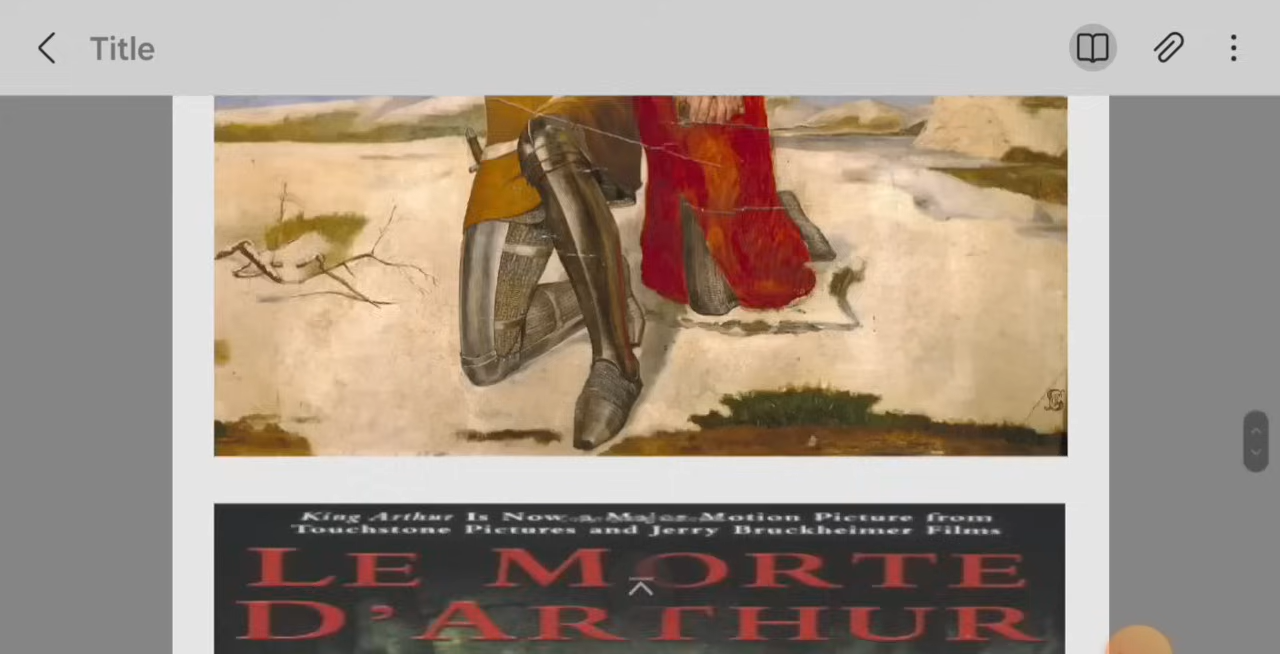 Title
King Arthur Is Now a Major Motion Picture from
Touchstone Pictures and Jerry Bruckheimer Films
LE MORTE
D'ARTHUR